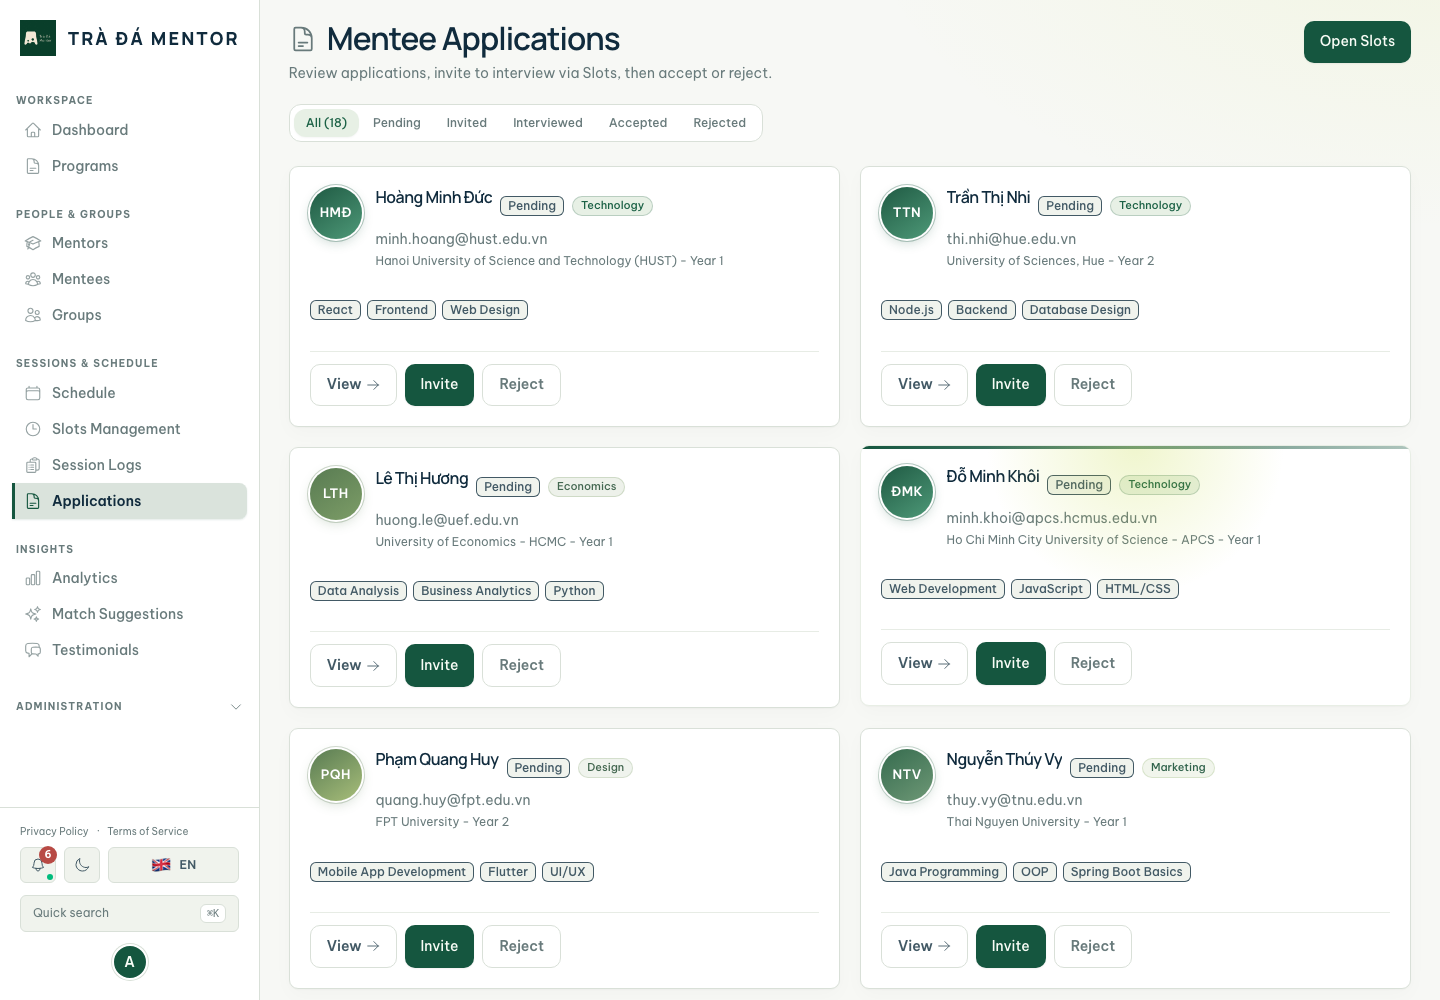 TRÀ ĐÁ MENTOR
WORKSPACE
Dashboard
Programs
PEOPLE & GROUPS
Mentors
Mentees
Groups
SESSIONS & SCHEDULE
Schedule
Slots Management
Session Logs
Applications
INSIGHTS
Analytics
Match Suggestions
Testimonials
ADMINISTRATION
Privacy Policy · Terms of Service
6
EN
Quick search ⌘K
A
Mentee Applications
Open Slots
Review applications, invite to interview via Slots, then accept or reject.
All (18) Pending Invited Interviewed Accepted Rejected
HMĐ Hoàng Minh Đức Pending Technology
minh.hoang@hust.edu.vn
Hanoi University of Science and Technology (HUST) - Year 1
React Frontend Web Design
View → Invite Reject
TTN Trần Thị Nhi Pending Technology
thi.nhi@hue.edu.vn
University of Sciences, Hue - Year 2
Node.js Backend Database Design
View → Invite Reject
LTH Lê Thị Hương Pending Economics
huong.le@uef.edu.vn
University of Economics - HCMC - Year 1
Data Analysis Business Analytics Python
View → Invite Reject
ĐMK Đỗ Minh Khôi Pending Technology
minh.khoi@apcs.hcmus.edu.vn
Ho Chi Minh City University of Science - APCS - Year 1
Web Development JavaScript HTML/CSS
View → Invite Reject
PQH Phạm Quang Huy Pending Design
quang.huy@fpt.edu.vn
FPT University - Year 2
Mobile App Development Flutter UI/UX
View → Invite Reject
NTV Nguyễn Thúy Vy Pending Marketing
thuy.vy@tnu.edu.vn
Thai Nguyen University - Year 1
Java Programming OOP Spring Boot Basics
View → Invite Reject